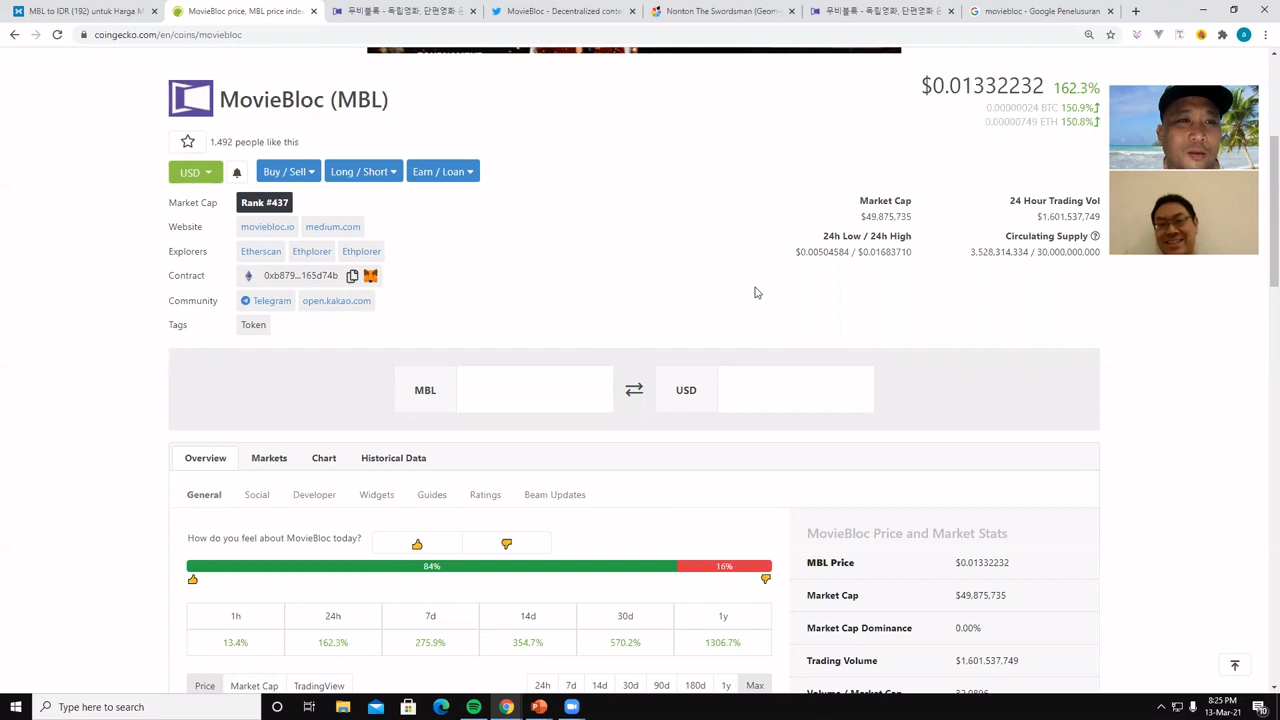 MBL to IDR (192) untuk Harga M
MovieBloc price, MBL price index
무비블록 - 독립영화, 단편영화 온
MovieBloc - Decentralized conte
Nonton The Swordsman (Geom-
무비블록 - 독립영화, 단편영화 온
moviebloc - Google Penelusuran
coingecko.com/en/coins/moviebloc
MovieBloc (MBL)
$0.01332232 162.3%
0.00000024 BTC 150.9%
0.00000749 ETH 150.8%
1,492 people like this
USD
Buy / Sell
Long / Short
Earn / Loan
Market Cap Rank #437
Website moviebloc.io medium.com
Explorers Etherscan Ethplorer Ethplorer
Contract 0xb879...165d74b
Community Telegram open.kakao.com
Tags Token
Market Cap
$49,875,735
24 Hour Trading Vol
$1,601,537,749
24h Low / 24h High
$0.00504584 / $0.01683710
Circulating Supply
3,528,314,334 / 30,000,000,000
MBL
USD
Overview Markets Chart Historical Data
General Social Developer Widgets Guides Ratings Beam Updates
How do you feel about MovieBloc today?
84% 16%
1h 24h 7d 14d 30d 1y
13.4% 162.3% 275.9% 354.7% 570.2% 1306.7%
Price Market Cap TradingView
24h 7d 14d 30d 90d 180d 1y Max
MovieBloc Price and Market Stats
MBL Price $0.01332232
Market Cap $49,875,735
Market Cap Dominance 0.00%
Trading Volume $1,601,537,749
Type here to search
8:25 PM
13-Mar-21